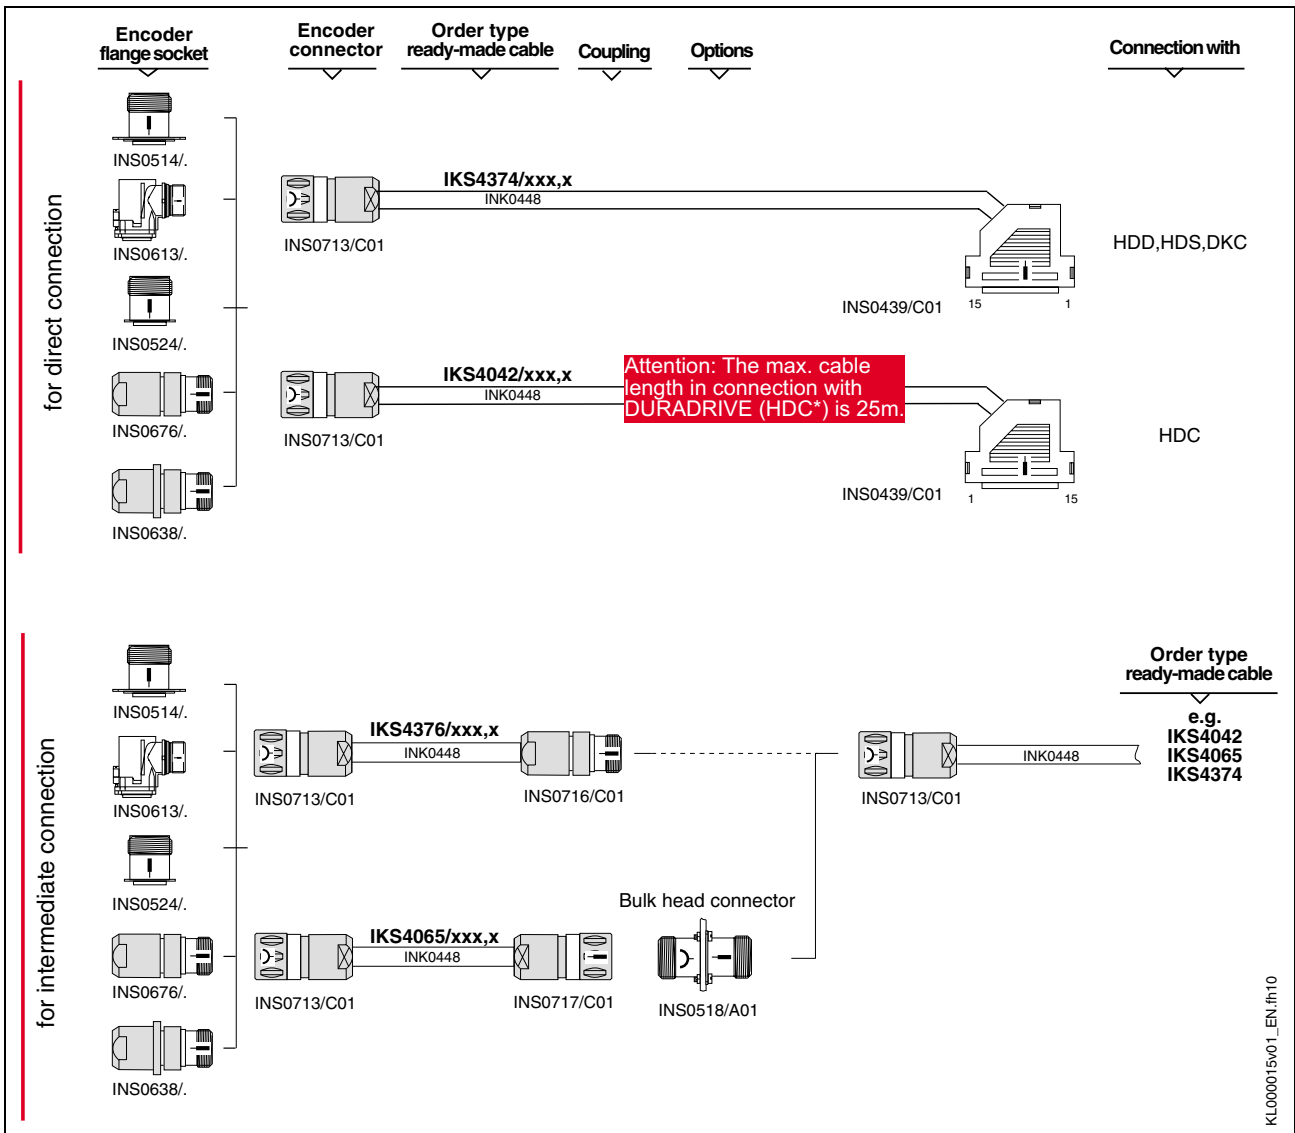 Encoder
flange socket
Encoder
connector
Order type
ready-made cable
Coupling
Options
Connection with
for direct connection
INS0514/.
INS0613/.
INS0524/.
INS0676/.
INS0638/.
IKS4374/xxx,x
INK0448
INS0713/C01
INS0439/C01
15
1
HDD,HDS,DKC
IKS4042/xxx,x
INK0448
INS0713/C01
Attention: The max. cable
length in connection with
DURADRIVE (HDC*) is 25m.
INS0439/C01
1
15
HDC
for intermediate connection
INS0514/.
INS0613/.
INS0524/.
INS0676/.
INS0638/.
IKS4376/xxx,x
INK0448
INS0713/C01
INS0716/C01
INS0713/C01
INK0448
Order type
ready-made cable
e.g.
IKS4042
IKS4065
IKS4374
IKS4065/xxx,x
INK0448
INS0713/C01
INS0717/C01
Bulk head connector
INS0518/A01
KL000015v01_EN.fh10